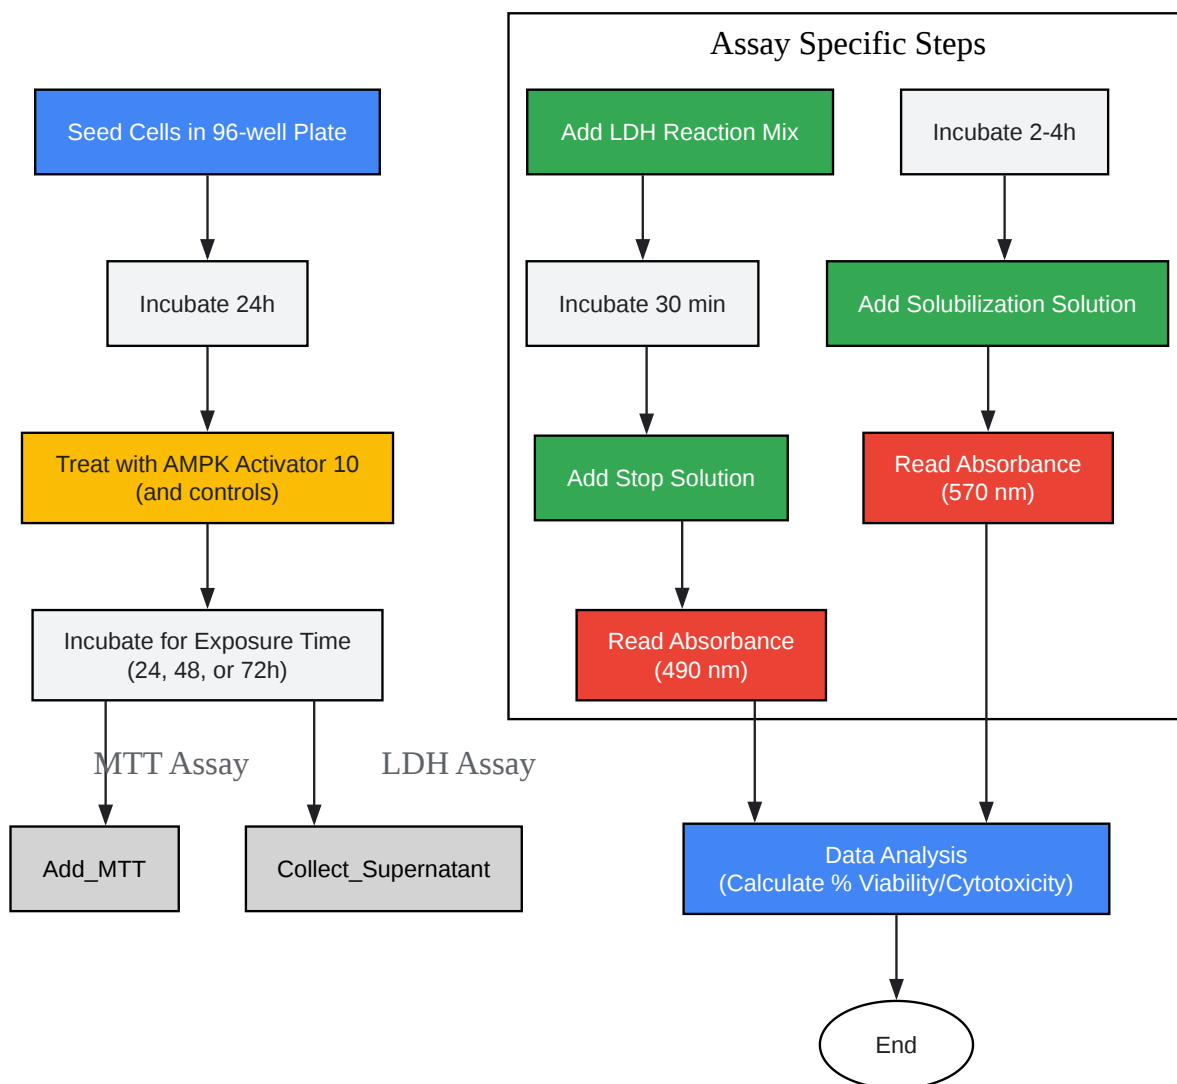 Assay Specific Steps
Seed Cells in 96-well Plate
Add LDH Reaction Mix
Incubate 2-4h
Incubate 24h
Incubate 30 min
Add Solubilization Solution
Treat with AMPK Activator 10
(and controls)
Add Stop Solution
Read Absorbance
(570 nm)
Incubate for Exposure Time
(24, 48, or 72h)
Read Absorbance
(490 nm)
MTT Assay
LDH Assay
Add_MTT
Collect_Supernatant
Data Analysis
(Calculate % Viability/Cytotoxicity)
End